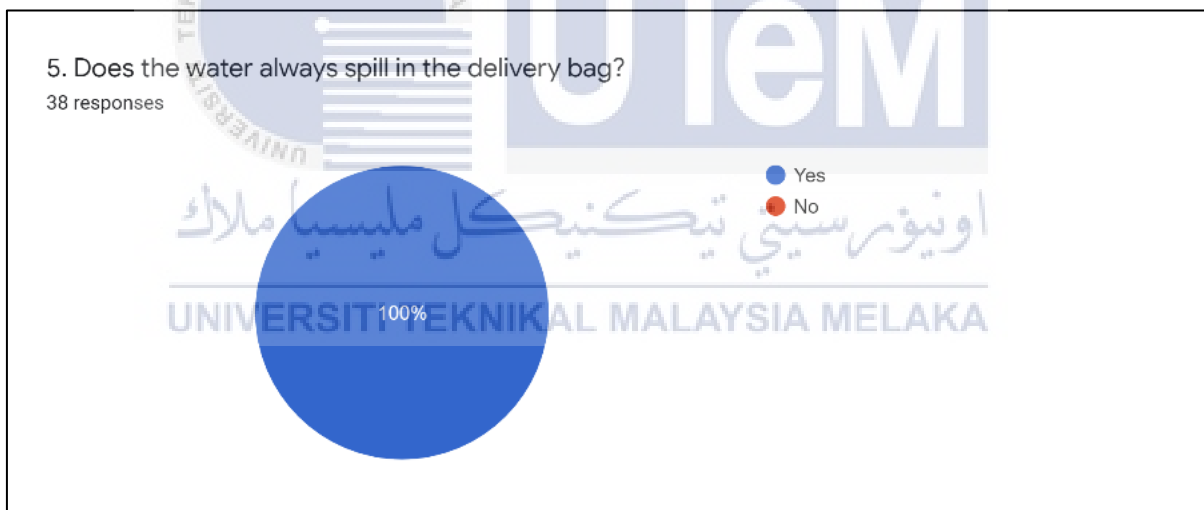 UTeM
5. Does the water always spill in the delivery bag?
38 responses
Yes
No
100%
اونيۏرسيتي تيكنيكل مليسيا ملاك
UNIVERSITI TEKNIKAL MALAYSIA MELAKA